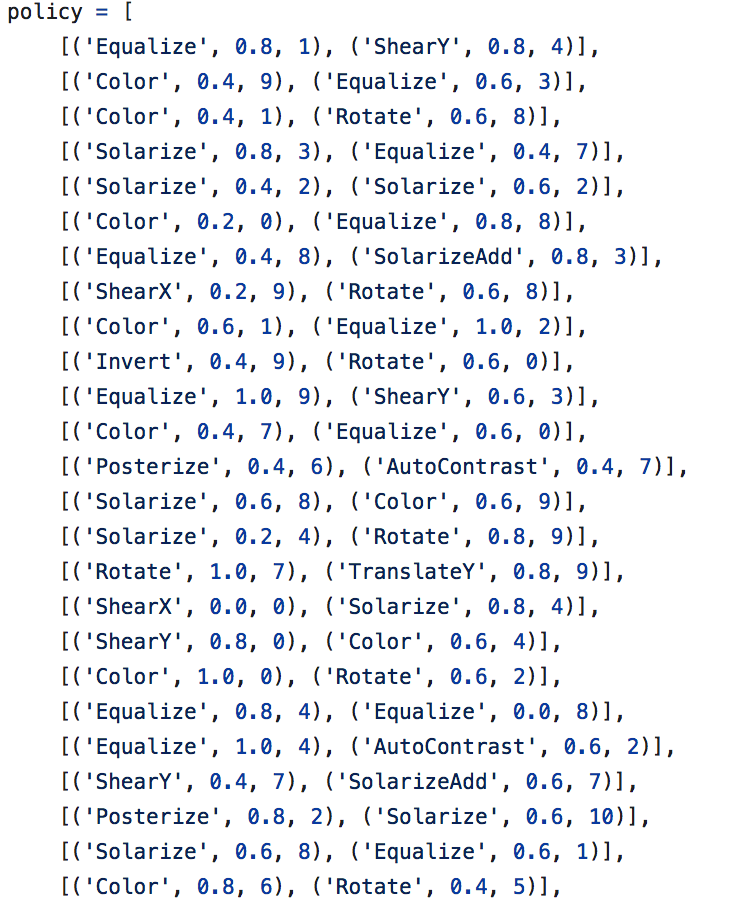 policy = [
[('Equalize', 0.8, 1), ('ShearY', 0.8, 4)],
[('Color', 0.4, 9), ('Equalize', 0.6, 3)],
[('Color', 0.4, 1), ('Rotate', 0.6, 8)],
[('Solarize', 0.8, 3), ('Equalize', 0.4, 7)],
[('Solarize', 0.4, 2), ('Solarize', 0.6, 2)],
[('Color', 0.2, 0), ('Equalize', 0.8, 8)],
[('Equalize', 0.4, 8), ('SolarizeAdd', 0.8, 3)],
[('ShearX', 0.2, 9), ('Rotate', 0.6, 8)],
[('Color', 0.6, 1), ('Equalize', 1.0, 2)],
[('Invert', 0.4, 9), ('Rotate', 0.6, 0)],
[('Equalize', 1.0, 9), ('ShearY', 0.6, 3)],
[('Color', 0.4, 7), ('Equalize', 0.6, 0)],
[('Posterize', 0.4, 6), ('AutoContrast', 0.4, 7)],
[('Solarize', 0.6, 8), ('Color', 0.6, 9)],
[('Solarize', 0.2, 4), ('Rotate', 0.8, 9)],
[('Rotate', 1.0, 7), ('TranslateY', 0.8, 9)],
[('ShearX', 0.0, 0), ('Solarize', 0.8, 4)],
[('ShearY', 0.8, 0), ('Color', 0.6, 4)],
[('Color', 1.0, 0), ('Rotate', 0.6, 2)],
[('Equalize', 0.8, 4), ('Equalize', 0.0, 8)],
[('Equalize', 1.0, 4), ('AutoContrast', 0.6, 2)],
[('ShearY', 0.4, 7), ('SolarizeAdd', 0.6, 7)],
[('Posterize', 0.8, 2), ('Solarize', 0.6, 10)],
[('Solarize', 0.6, 8), ('Equalize', 0.6, 1)],
[('Color', 0.8, 6), ('Rotate', 0.4, 5)],